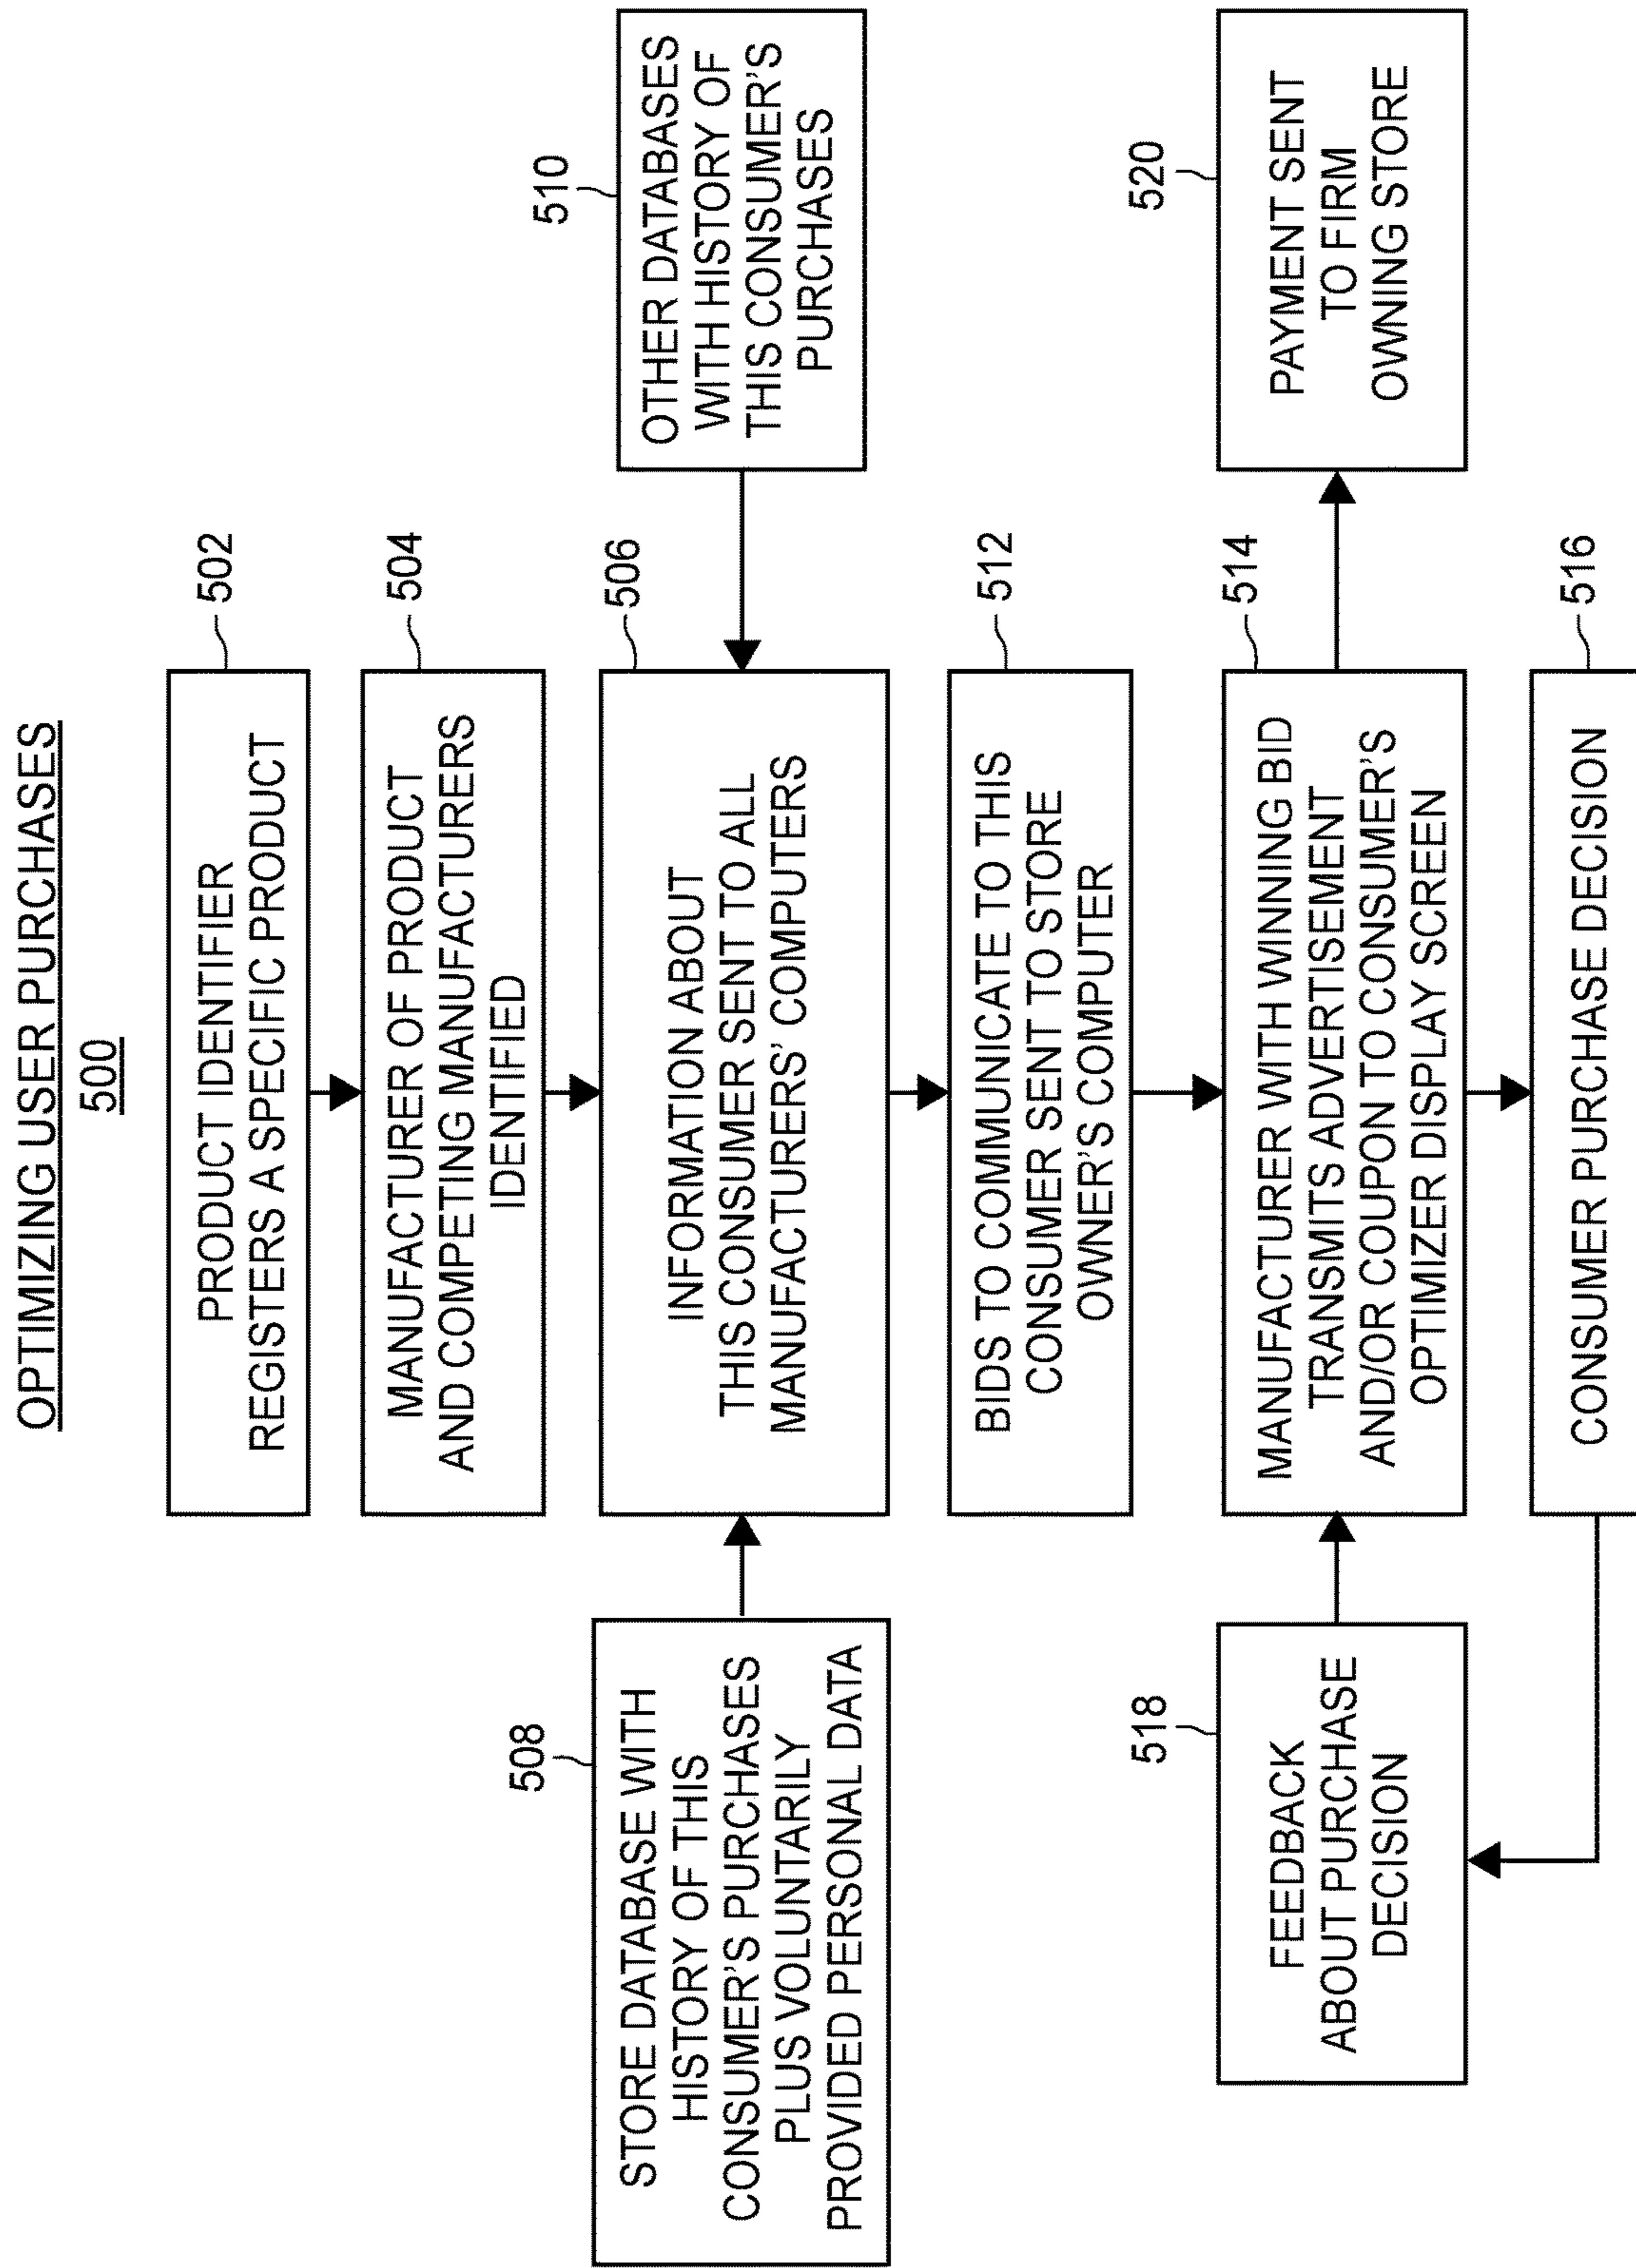 OPTIMIZING USER PURCHASES
500
502
PRODUCT IDENTIFIER
REGISTERS A SPECIFIC PRODUCT
504
MANUFACTURER OF PRODUCT
AND COMPETING MANUFACTURERS
IDENTIFIED
508
STORE DATABASE WITH
HISTORY OF THIS
CONSUMER'S PURCHASES
PLUS VOLUNTARILY
PROVIDED PERSONAL DATA
506
INFORMATION ABOUT
THIS CONSUMER SENT TO ALL
MANUFACTURERS' COMPUTERS
510
OTHER DATABASES
WITH HISTORY OF
THIS CONSUMER'S
PURCHASES
512
BIDS TO COMMUNICATE TO THIS
CONSUMER SENT TO STORE
OWNER'S COMPUTER
518
FEEDBACK
ABOUT PURCHASE
DECISION
514
MANUFACTURER WITH WINNING BID
TRANSMITS ADVERTISEMENT
AND/OR COUPON TO CONSUMER'S
OPTIMIZER DISPLAY SCREEN
520
PAYMENT SENT
TO FIRM
OWNING STORE
516
CONSUMER PURCHASE DECISION